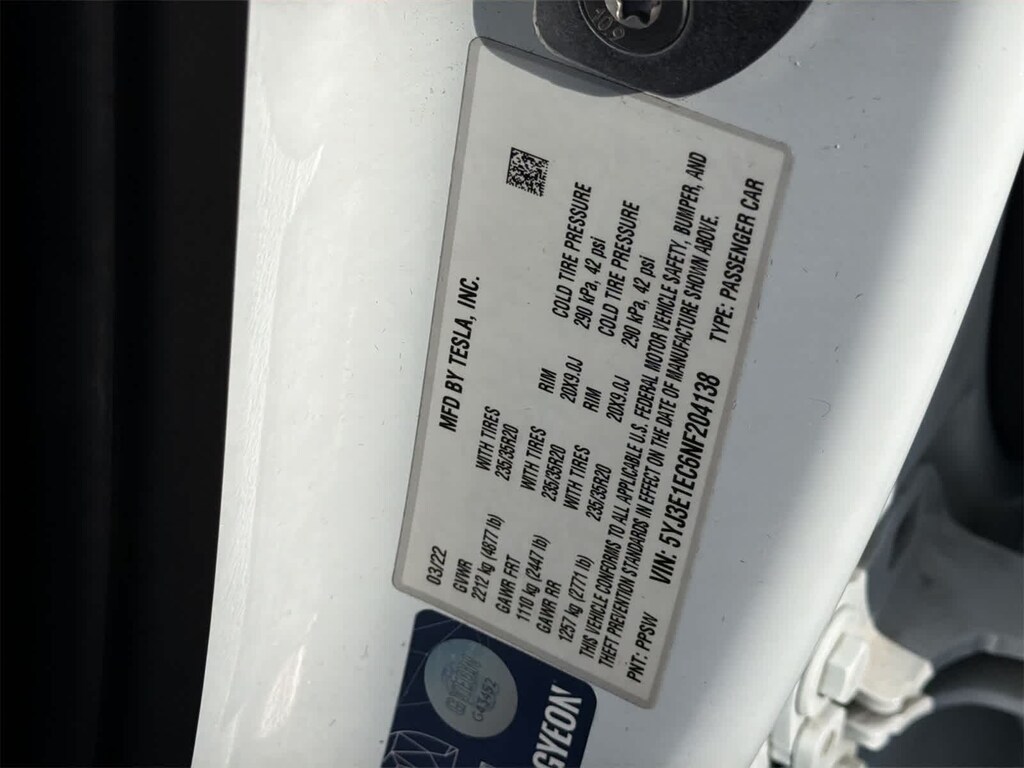 MFD BY TESLA, INC.
03/22
GVWR WITH TIRES RIM COLD TIRE PRESSURE
2212 kg (4877 lb) 235/35R20 20X9.0J 290 kPa, 42 psi
GAWR FRT WITH TIRES RIM COLD TIRE PRESSURE
1110 kg (2447 lb) 235/35R20 20X9.0J 290 kPa, 42 psi
GAWR RR WITH TIRES
1257 kg (2771 lb) 235/35R20
THIS VEHICLE CONFORMS TO ALL APPLICABLE U.S. FEDERAL MOTOR VEHICLE SAFETY, BUMPER, AND
THEFT PREVENTION STANDARDS IN EFFECT ON THE DATE OF MANUFACTURE SHOWN ABOVE.
VIN: 5YJ3E1EC6NF204138 TYPE: PASSENGER CAR
PNT: PPSW
10.9
G43452
GYEON